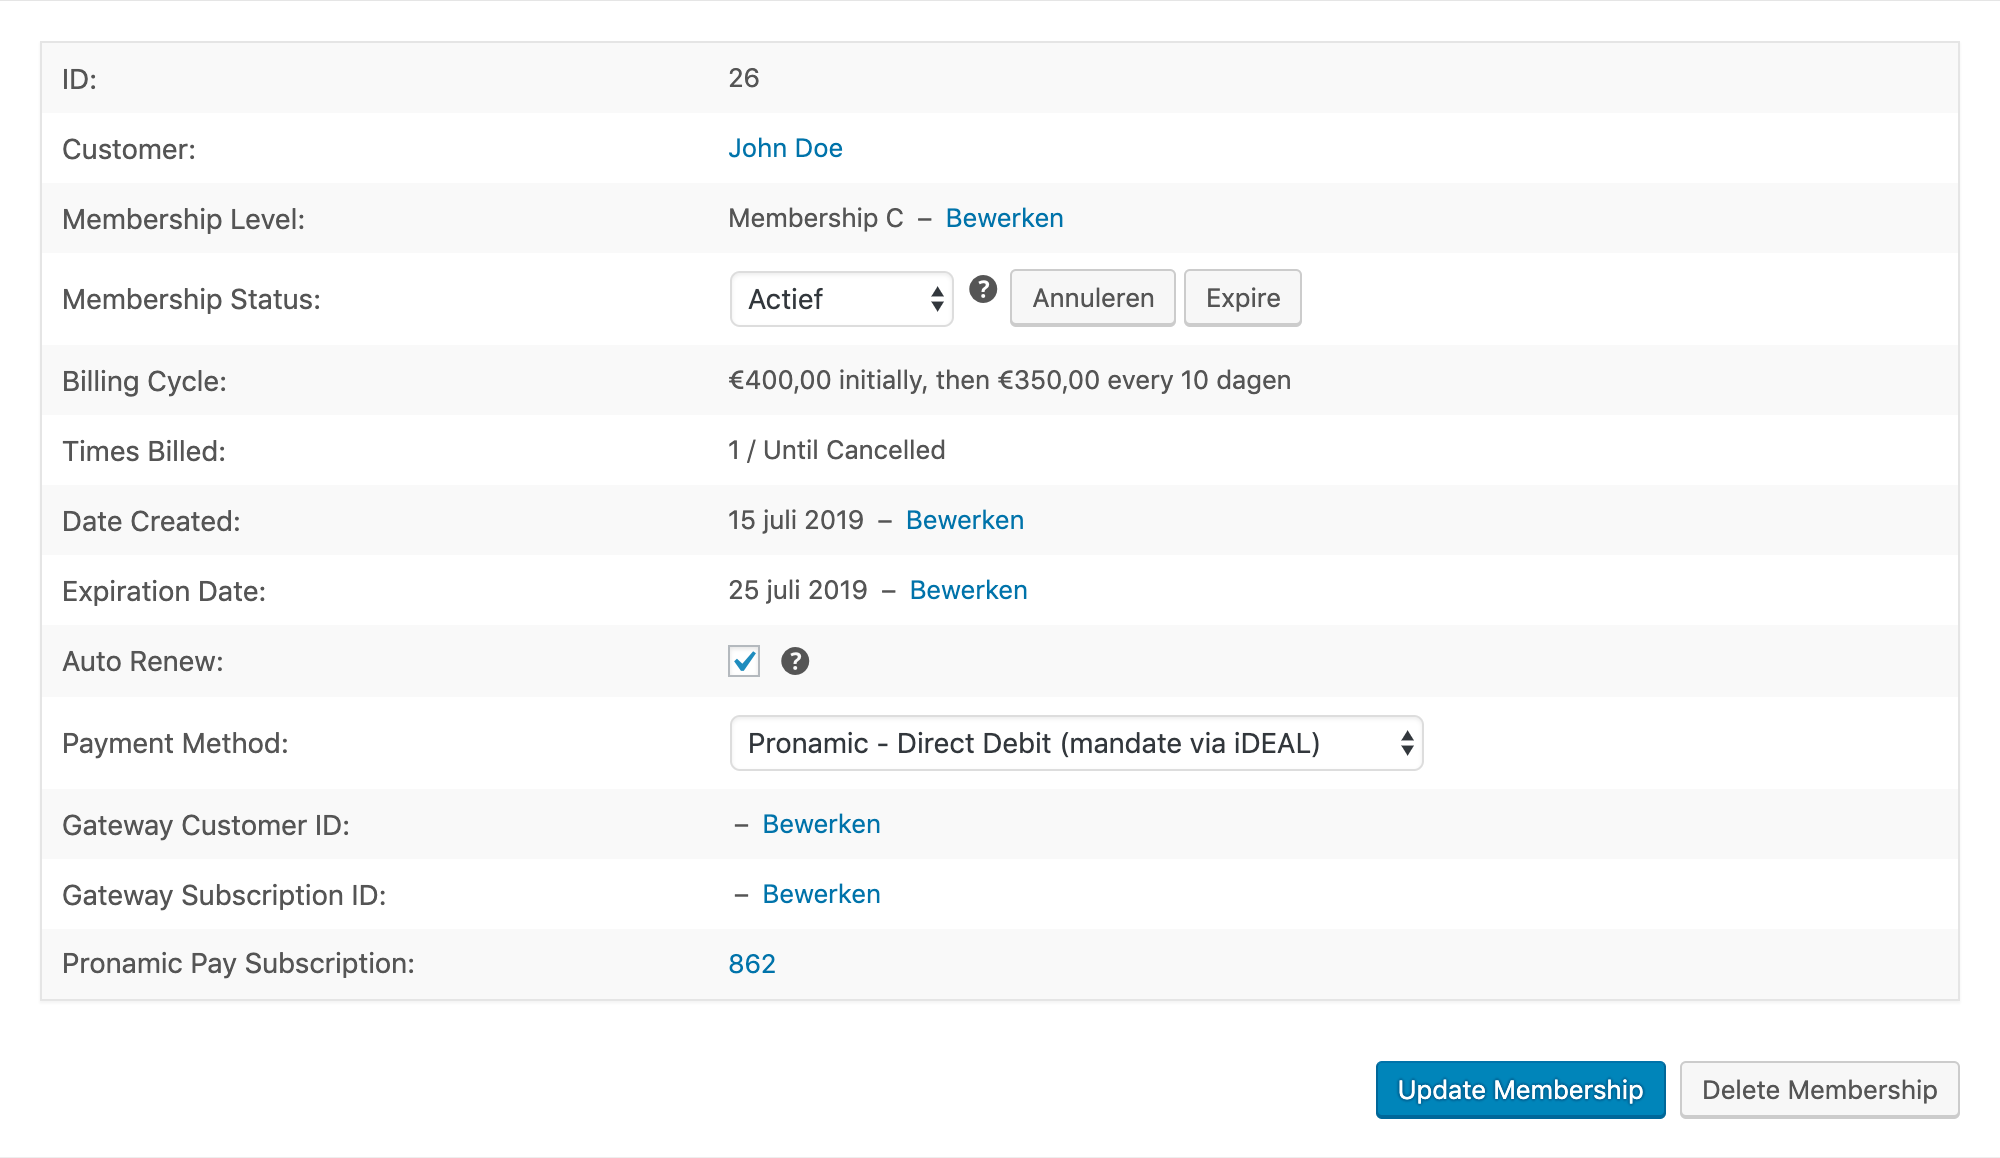 ID: 26
Customer: John Doe
Membership Level: Membership C – Bewerken
Membership Status: Actief ? Annuleren Expire
Billing Cycle: €400,00 initially, then €350,00 every 10 dagen
Times Billed: 1 / Until Cancelled
Date Created: 15 juli 2019 – Bewerken
Expiration Date: 25 juli 2019 – Bewerken
Auto Renew: ?
Payment Method: Pronamic - Direct Debit (mandate via iDEAL)
Gateway Customer ID: – Bewerken
Gateway Subscription ID: – Bewerken
Pronamic Pay Subscription: 862
Update Membership Delete Membership